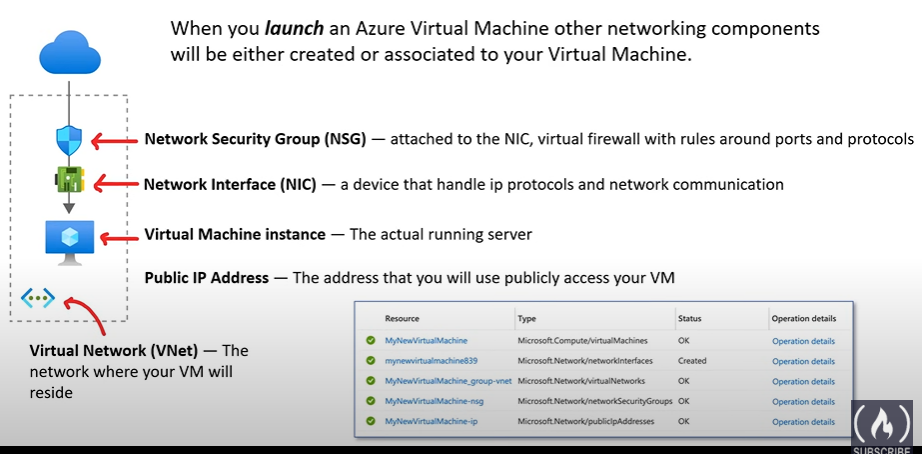 When you launch an Azure Virtual Machine other networking components
will be either created or associated to your Virtual Machine.
Network Security Group (NSG) — attached to the NIC, virtual firewall with rules around ports and protocols
Network Interface (NIC) — a device that handle ip protocols and network communication
Virtual Machine instance — The actual running server
Public IP Address — The address that you will use publicly access your VM
Virtual Network (VNet) — The
network where your VM will
reside
Resource Type Status Operation details
MyNewVirtualMachine Microsoft.Compute/virtualMachines OK Operation details
mynewvirtualmachine839 Microsoft.Network/networkInterfaces Created Operation details
MyNewVirtualMachine_group-vnet Microsoft.Network/virtualNetworks OK Operation details
MyNewVirtualMachine-nsg Microsoft.Network/networkSecurityGroups OK Operation details
MyNewVirtualMachine-ip Microsoft.Network/publicIpAddresses OK Operation details
SUBSCRIBE